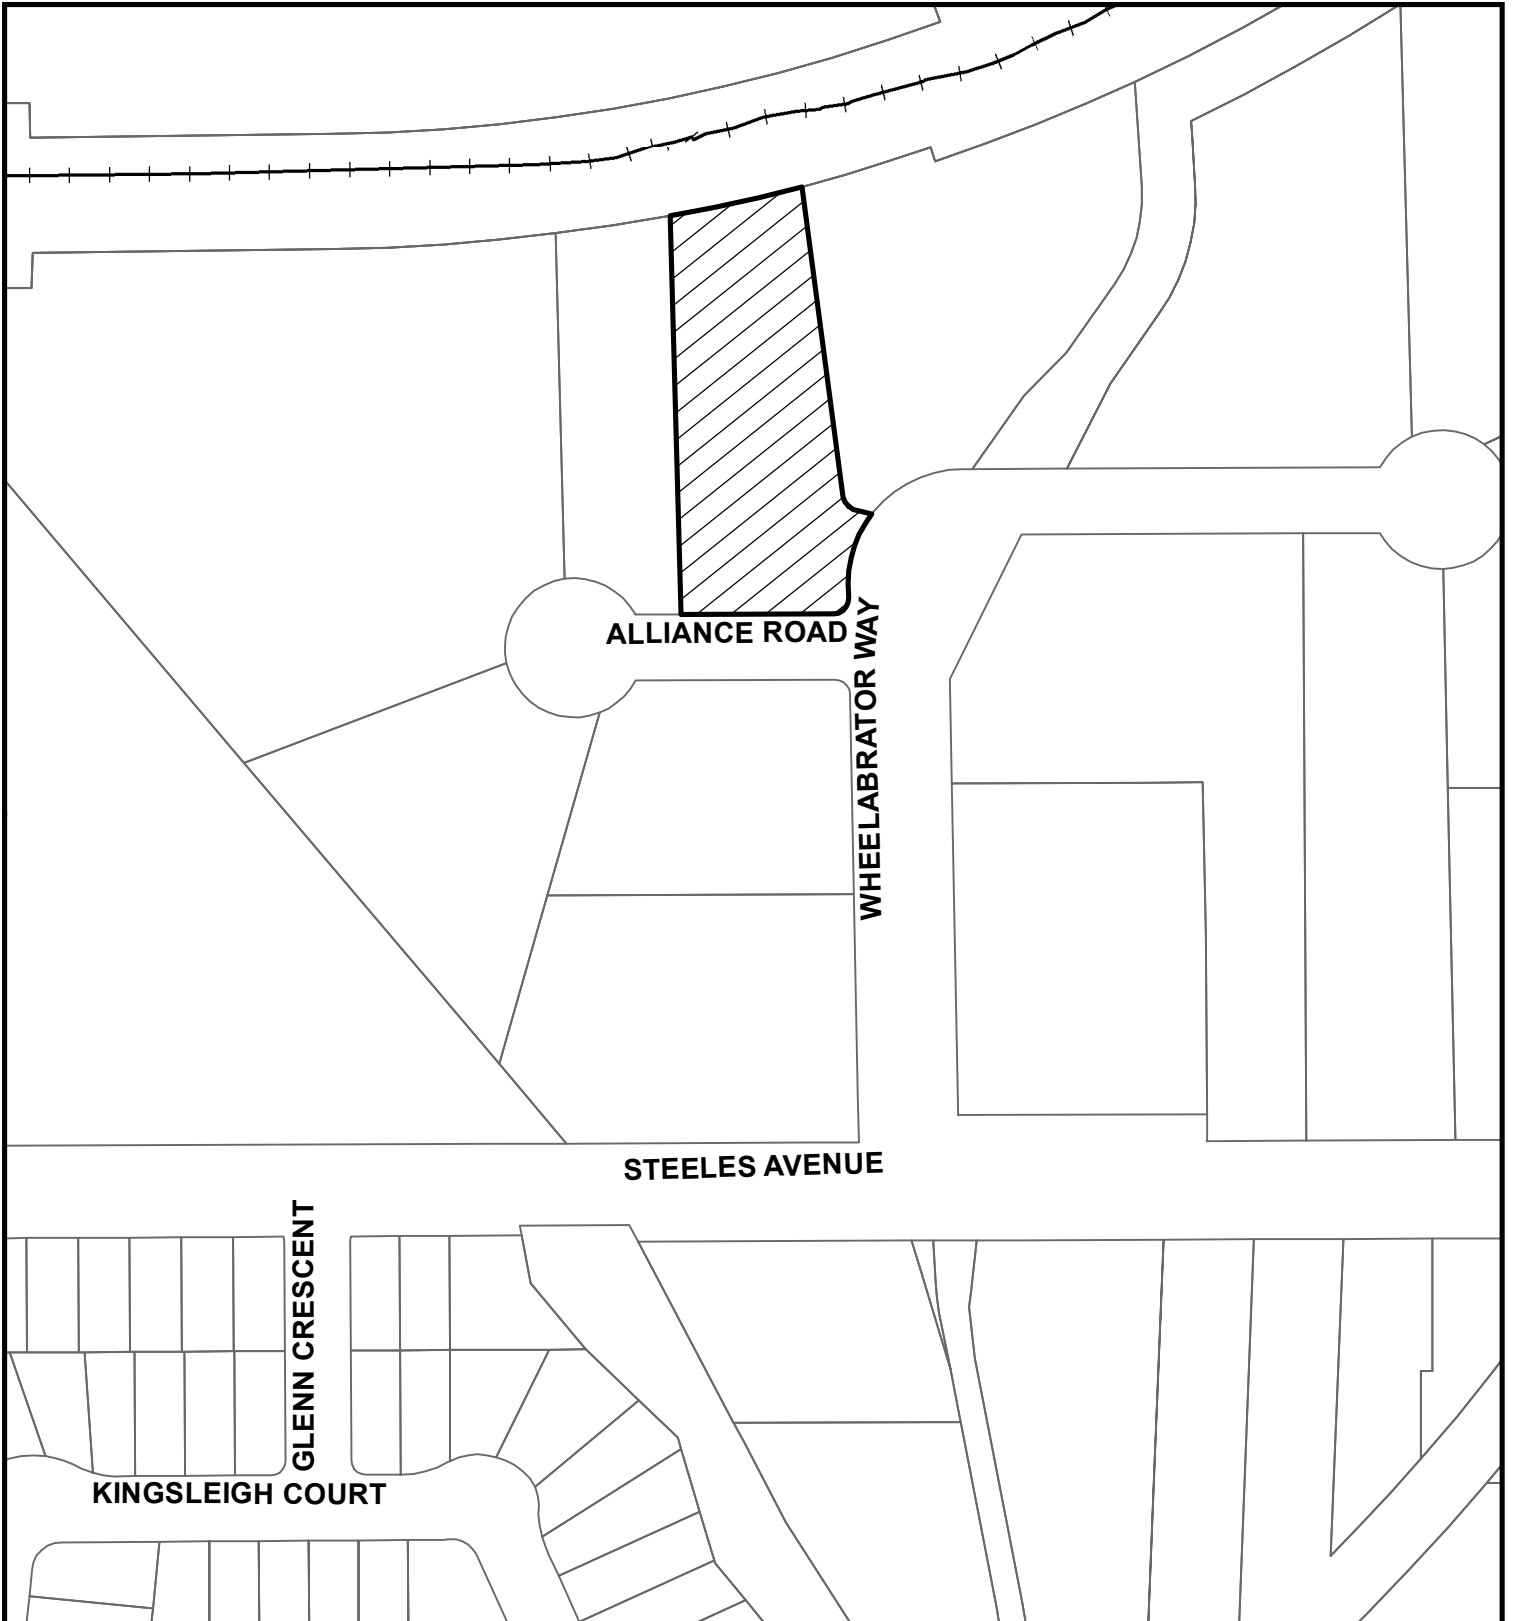 ALLIANCE ROAD
WHEELABRATOR WAY
STEELES AVENUE
GLENN CRESCENT
KINGSLEIGH COURT